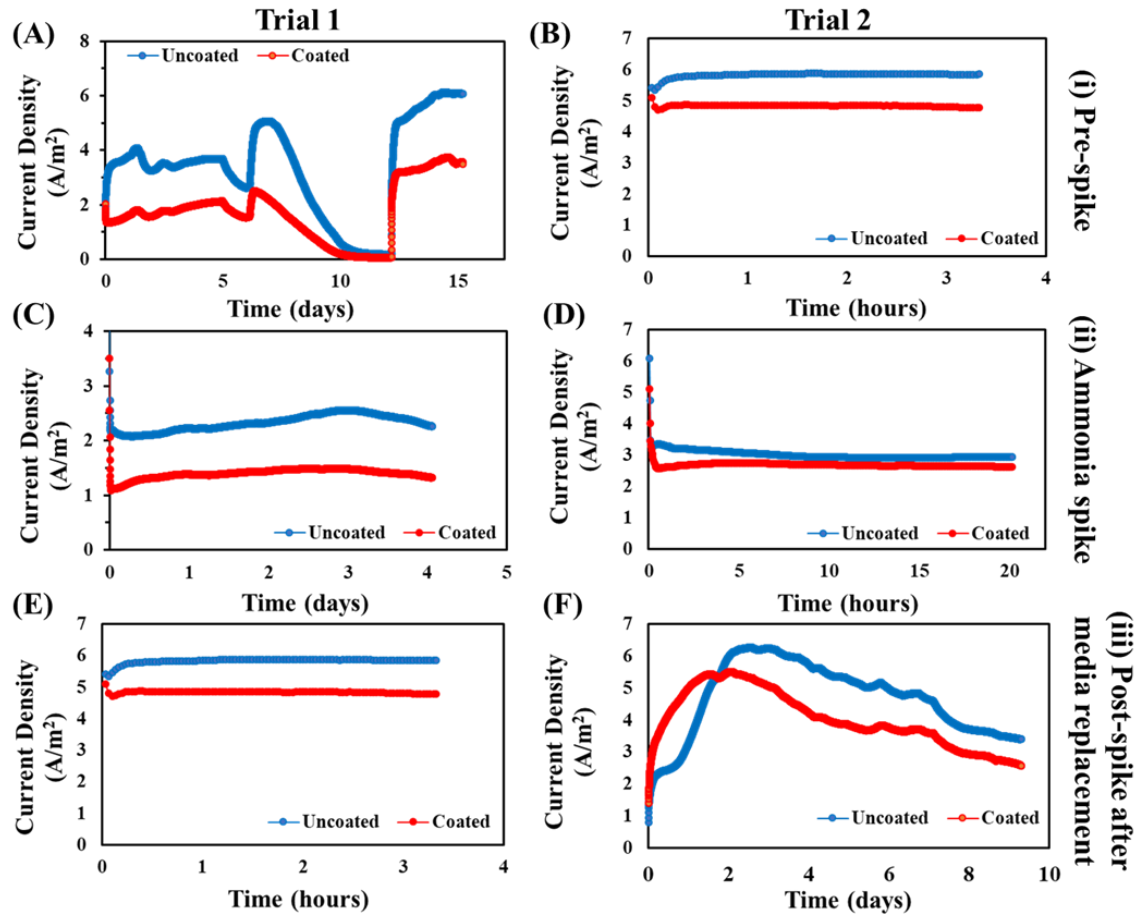 Trial 1
Trial 2
(A)
8
6
4
2
0
Uncoated Coated
Current Density
(A/m²)
0 5 10 15
Time (days)
(B)
7
6
5
4
3
2
1
0
Uncoated Coated
Current Density
(A/m²)
0 1 2 3 4
Time (hours)
(i) Pre-spike
(C)
4
3
2
1
0
Uncoated Coated
Current Density
(A/m²)
0 1 2 3 4 5
Time (days)
(D)
7
6
5
4
3
2
1
0
Uncoated Coated
Current Density
(A/m²)
0 5 10 15 20
Time (hours)
(ii) Ammonia spike
(E)
7
6
5
4
3
2
1
0
Uncoated Coated
Current Density
(A/m²)
0 1 2 3 4
Time (hours)
(F)
7
6
5
4
3
2
1
0
Uncoated Coated
Current Density
(A/m²)
0 2 4 6 8 10
Time (days)
(iii) Post-spike after
media replacement